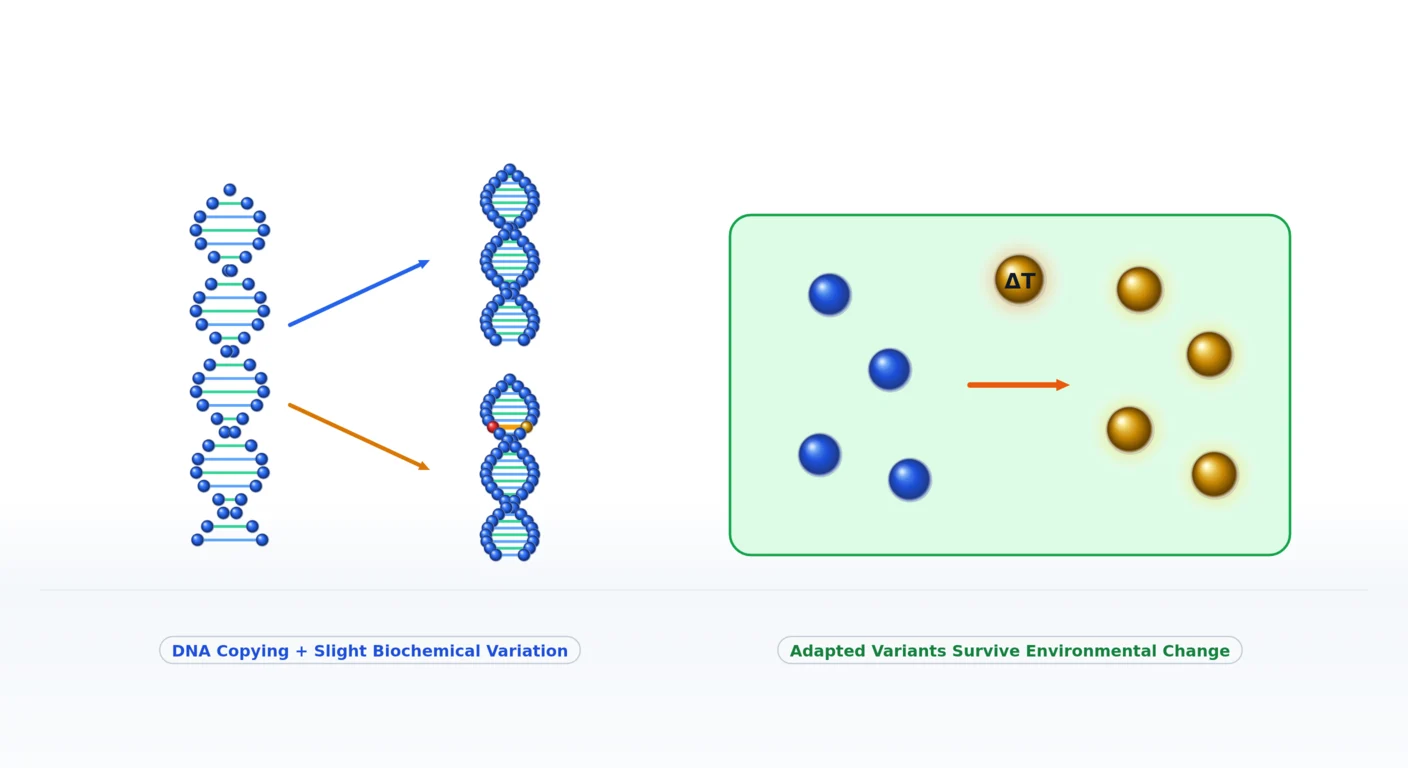 ΔT
DNA Copying + Slight Biochemical Variation
Adapted Variants Survive Environmental Change